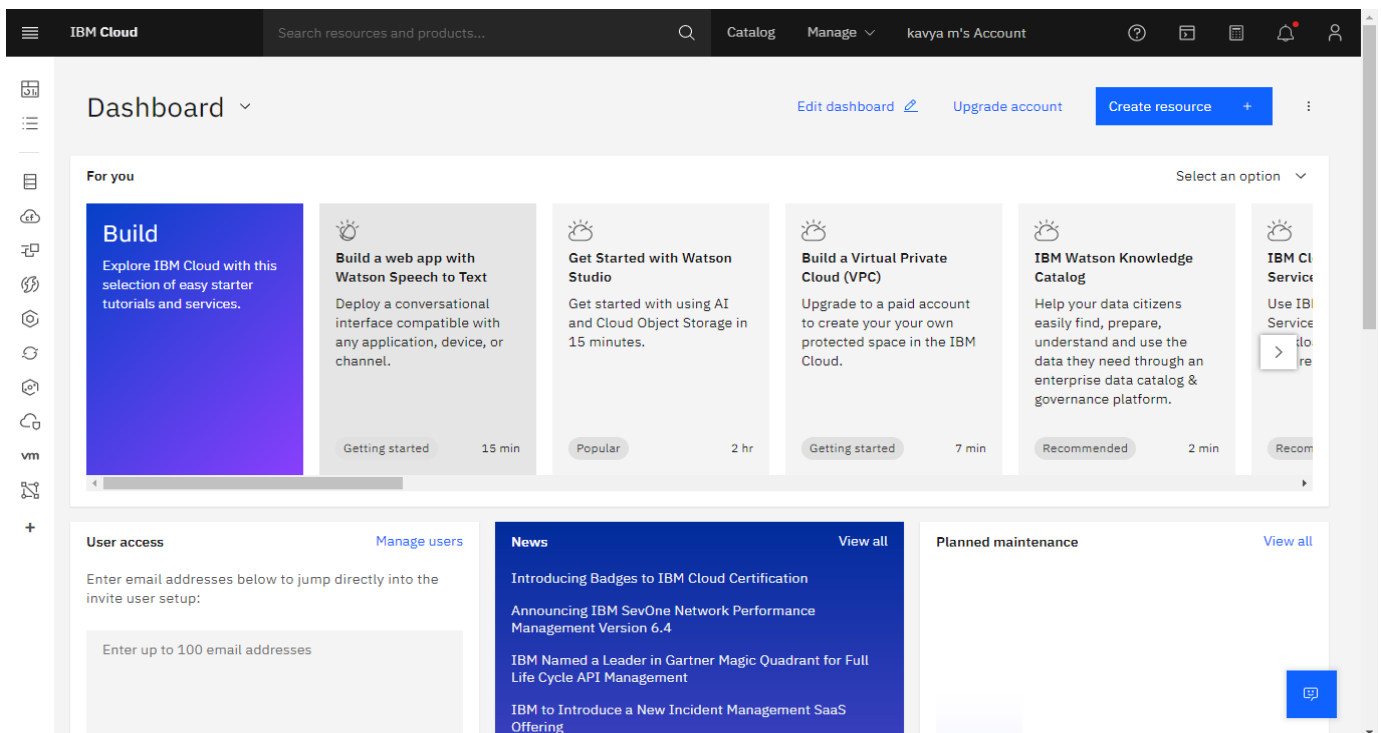 IBM Cloud
Search resources and products...
Catalog
Manage
kavya m's Account
Dashboard
Edit dashboard
Upgrade account
Create resource +
For you
Select an option
Build
Explore IBM Cloud with this
selection of easy starter
tutorials and services.
Build a web app with
Watson Speech to Text
Deploy a conversational
interface compatible with
any application, device, or
channel.
Getting started
15 min
Get Started with Watson
Studio
Get started with using AI
and Cloud Object Storage in
15 minutes.
Popular
2 hr
Build a Virtual Private
Cloud (VPC)
Upgrade to a paid account
to create your your own
protected space in the IBM
Cloud.
Getting started
7 min
IBM Watson Knowledge
Catalog
Help your data citizens
easily find, prepare,
understand and use the
data they need through an
enterprise data catalog &
governance platform.
Recommended
2 min
IBM Cl
Service
Use IB
Service
klo
re
Recom
vm
+
User access
Manage users
Enter email addresses below to jump directly into the
invite user setup:
Enter up to 100 email addresses
News
View all
Introducing Badges to IBM Cloud Certification
Announcing IBM SevOne Network Performance
Management Version 6.4
IBM Named a Leader in Gartner Magic Quadrant for Full
Life Cycle API Management
IBM to Introduce a New Incident Management SaaS
Offering
Planned maintenance
View all